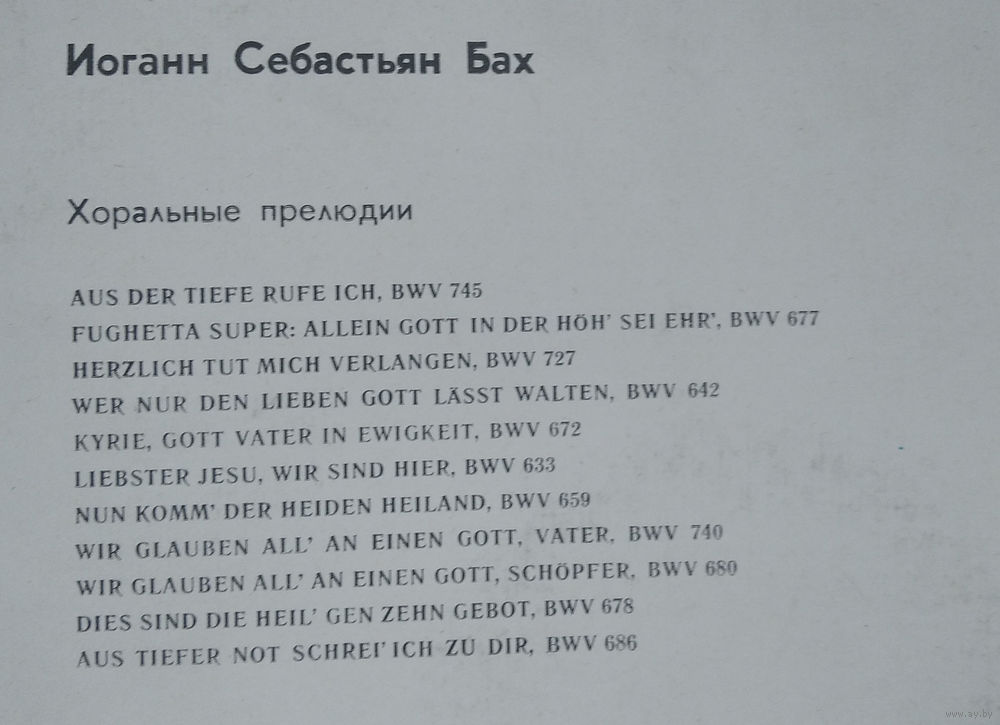 Иоганн Себастьян Бах
Хоральные прелюдии
AUS DER TIEFE RUFE ICH, BWV 745
FUGHETTA SUPER: ALLEIN GOTT IN DER HÖH' SEI EHR', BWV 677
HERZLICH TUT MICH VERLANGEN, BWV 727
WER NUR DEN LIEBEN GOTT LÄSST WALTEN, BWV 642
KYRIE, GOTT VATER IN EWIGKEIT, BWV 672
LIEBSTER JESU, WIR SIND HIER, BWV 633
NUN KOMM' DER HEIDEN HEILAND, BWV 659
WIR GLAUBEN ALL' AN EINEN GOTT, VATER, BWV 740
WIR GLAUBEN ALL' AN EINEN GOTT, SCHÖPFER, BWV 680
DIES SIND DIE HEIL' GEN ZEHN GEBOT, BWV 678
AUS TIEFER NOT SCHREI' ICH ZU DIR, BWV 686
www.ay.by